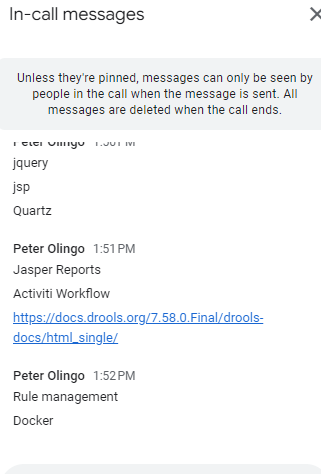 In-call messages
Unless they're pinned, messages can only be seen by
people in the call when the message is sent. All
messages are deleted when the call ends.
Peter Olingo
jquery
jsp
Quartz
Peter Olingo 1:51 PM
Jasper Reports
Activiti Workflow
https://docs.drools.org/7.58.0.Final/drools-
docs/html_single/
Peter Olingo 1:52 PM
Rule management
Docker